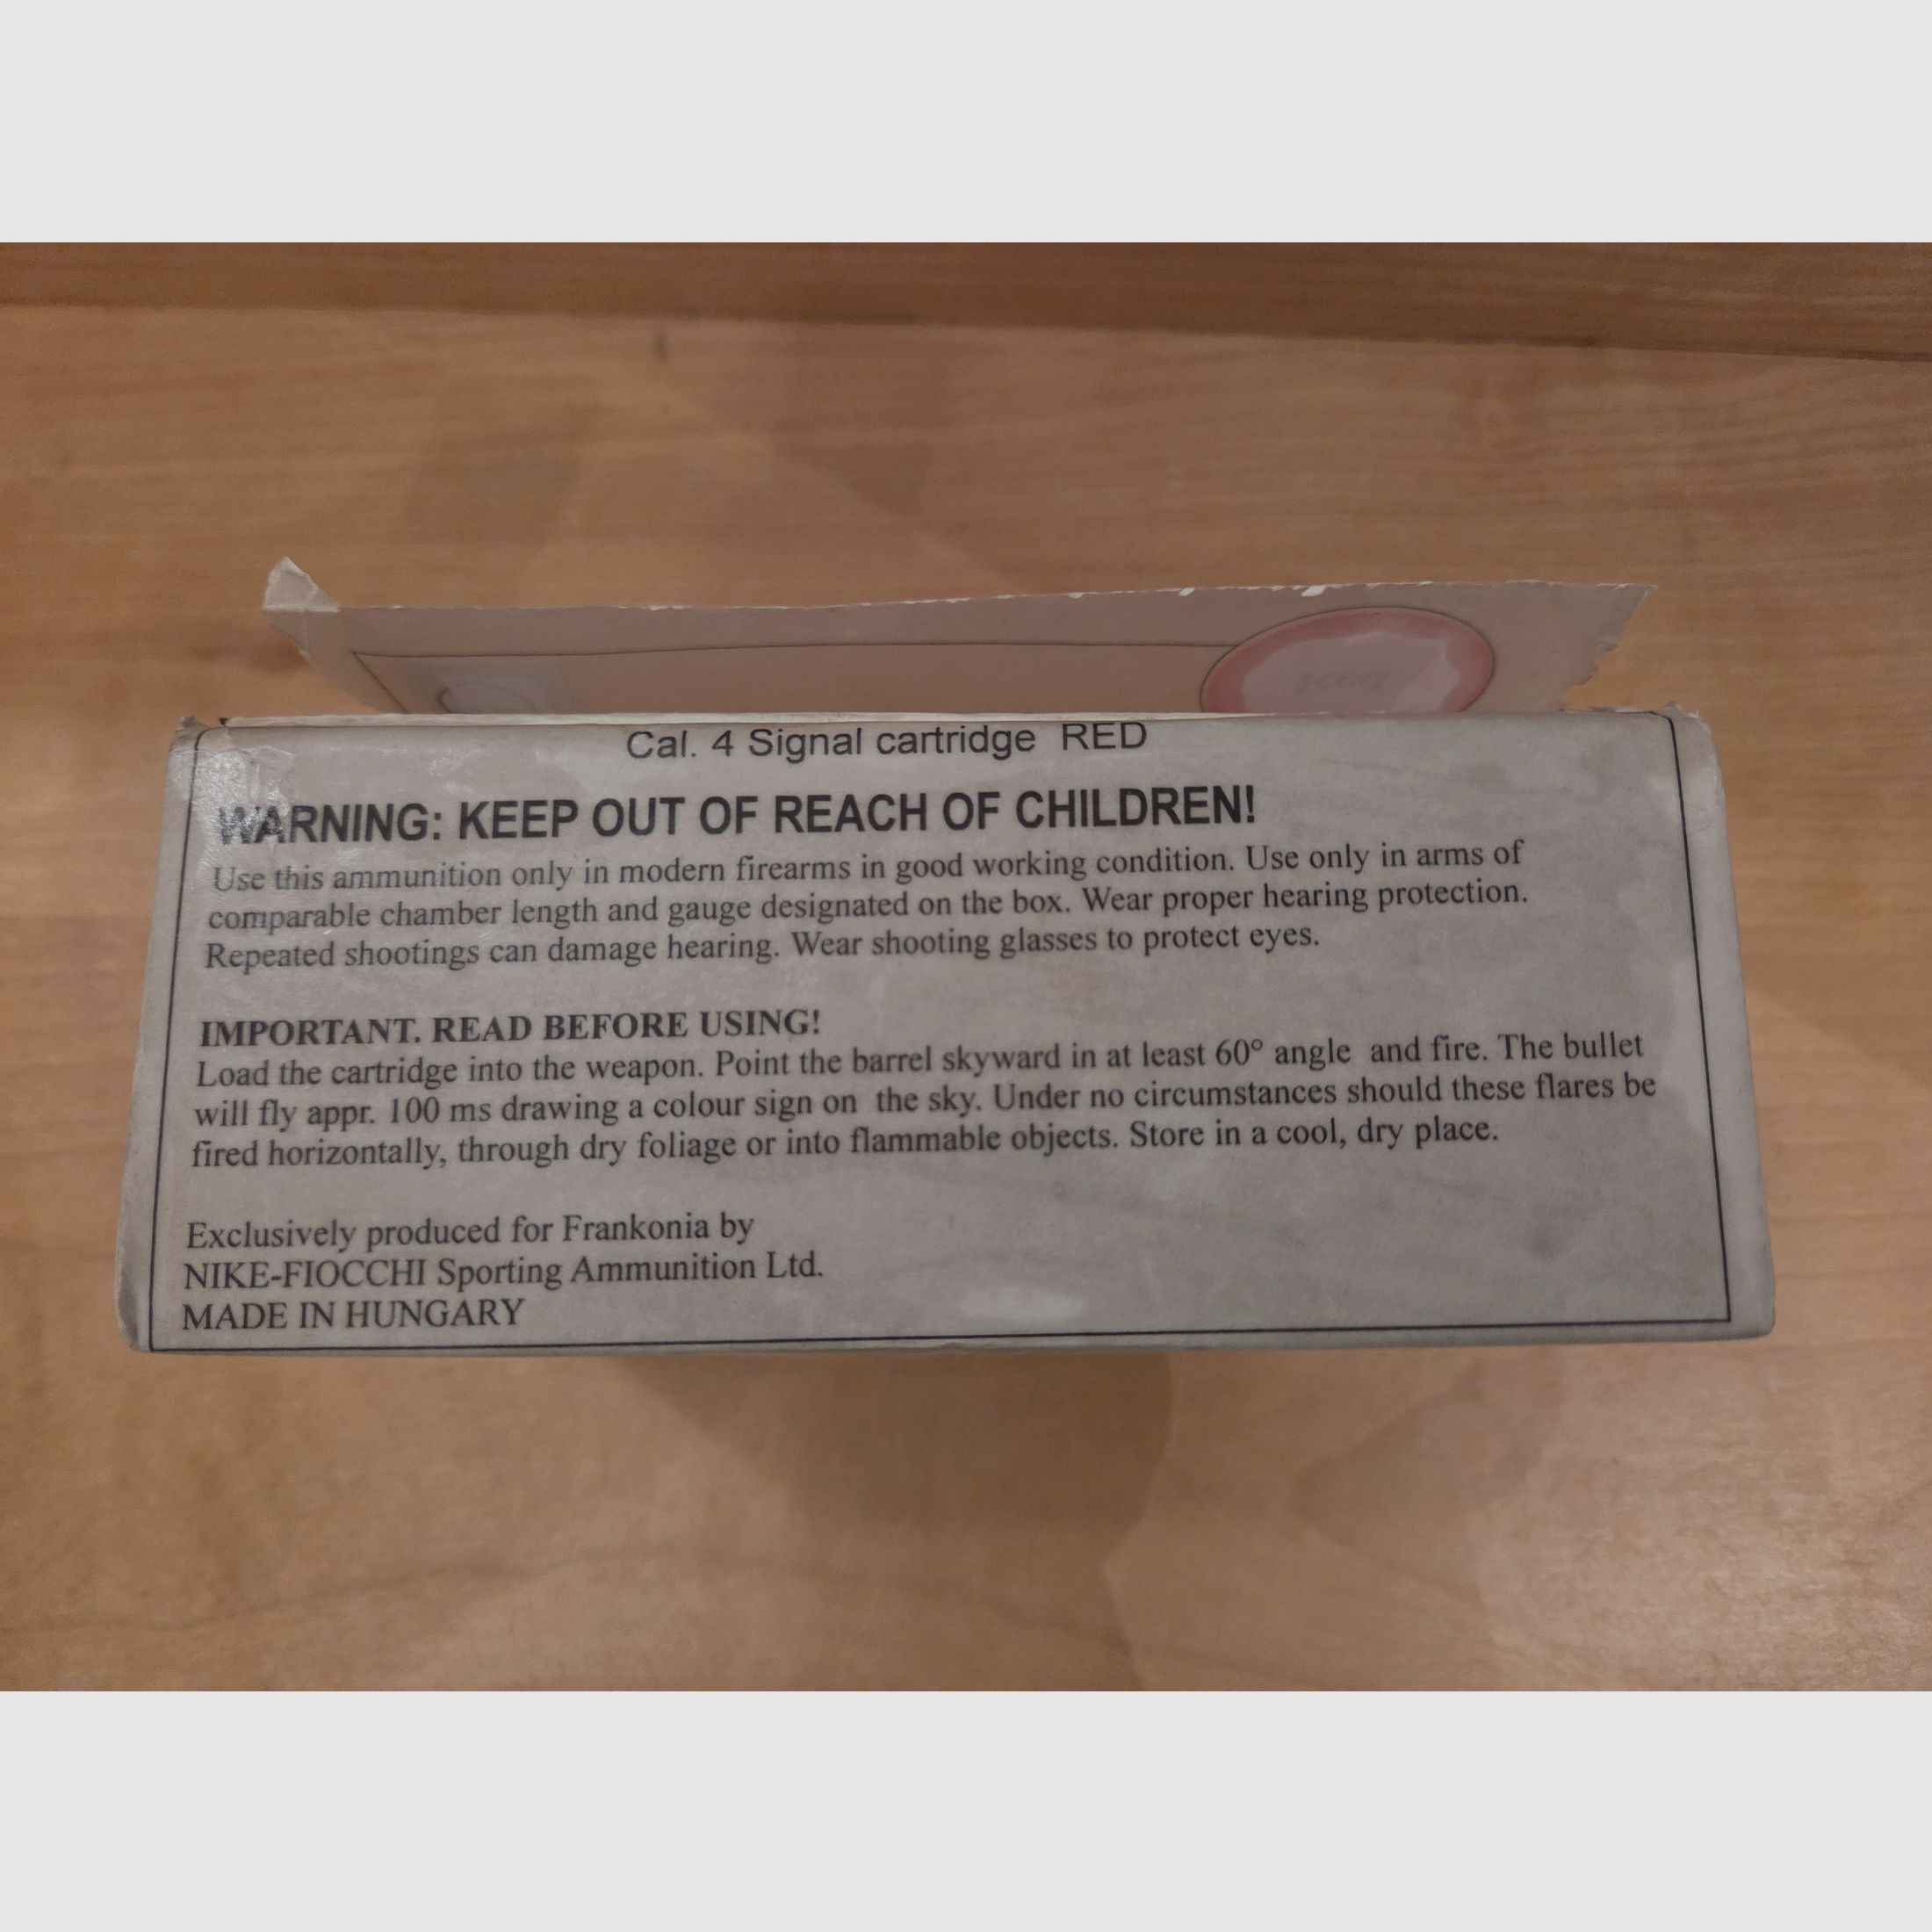 Cal. 4 Signal cartridge RED
WARNING: KEEP OUT OF REACH OF CHILDREN!
Use this ammunition only in modern firearms in good working condition. Use only in arms of
comparable chamber length and gauge designated on the box. Wear proper hearing protection.
Repeated shootings can damage hearing. Wear shooting glasses to protect eyes.
IMPORTANT. READ BEFORE USING!
Load the cartridge into the weapon. Point the barrel skyward in at least 60° angle and fire. The bullet
will fly appr. 100 ms drawing a colour sign on the sky. Under no circumstances should these flares be
fired horizontally, through dry foliage or into flammable objects. Store in a cool, dry place.
Exclusively produced for Frankonia by
NIKE-FIOCCHI Sporting Ammunition Ltd.
MADE IN HUNGARY